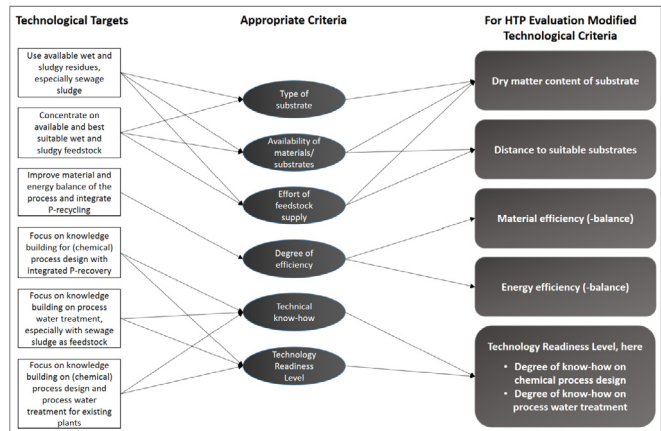 Technological Targets
Appropriate Criteria
For HTP Evaluation Modified
Technological Criteria
Use available wet and
sludgy residues,
especially sewage
sludge
Concentrate on
available and best
suitable wet and
sludgy feedstock
Improve material and
energy balance of the
process and integrate
P-recycling
Focus on knowledge
building for (chemical)
process design with
integrated P-recovery
Focus on knowledge
building on process
water treatment,
especially with sewage
sludge as feedstock
Focus on knowledge
building on (chemical)
process design and
process water
treatment for existing
plants
Type of
substrate
Availability of
materials/
substrates
Effort of
feedstock
supply
Degree of
efficiency
Technical
know-how
Technology
Readiness
Level
Dry matter content of substrate
Distance to suitable substrates
Material efficiency (-balance)
Energy efficiency (-balance)
Technology Readiness Level, here
• Degree of know-how on
chemical process design
• Degree of know-how on
process water treatment